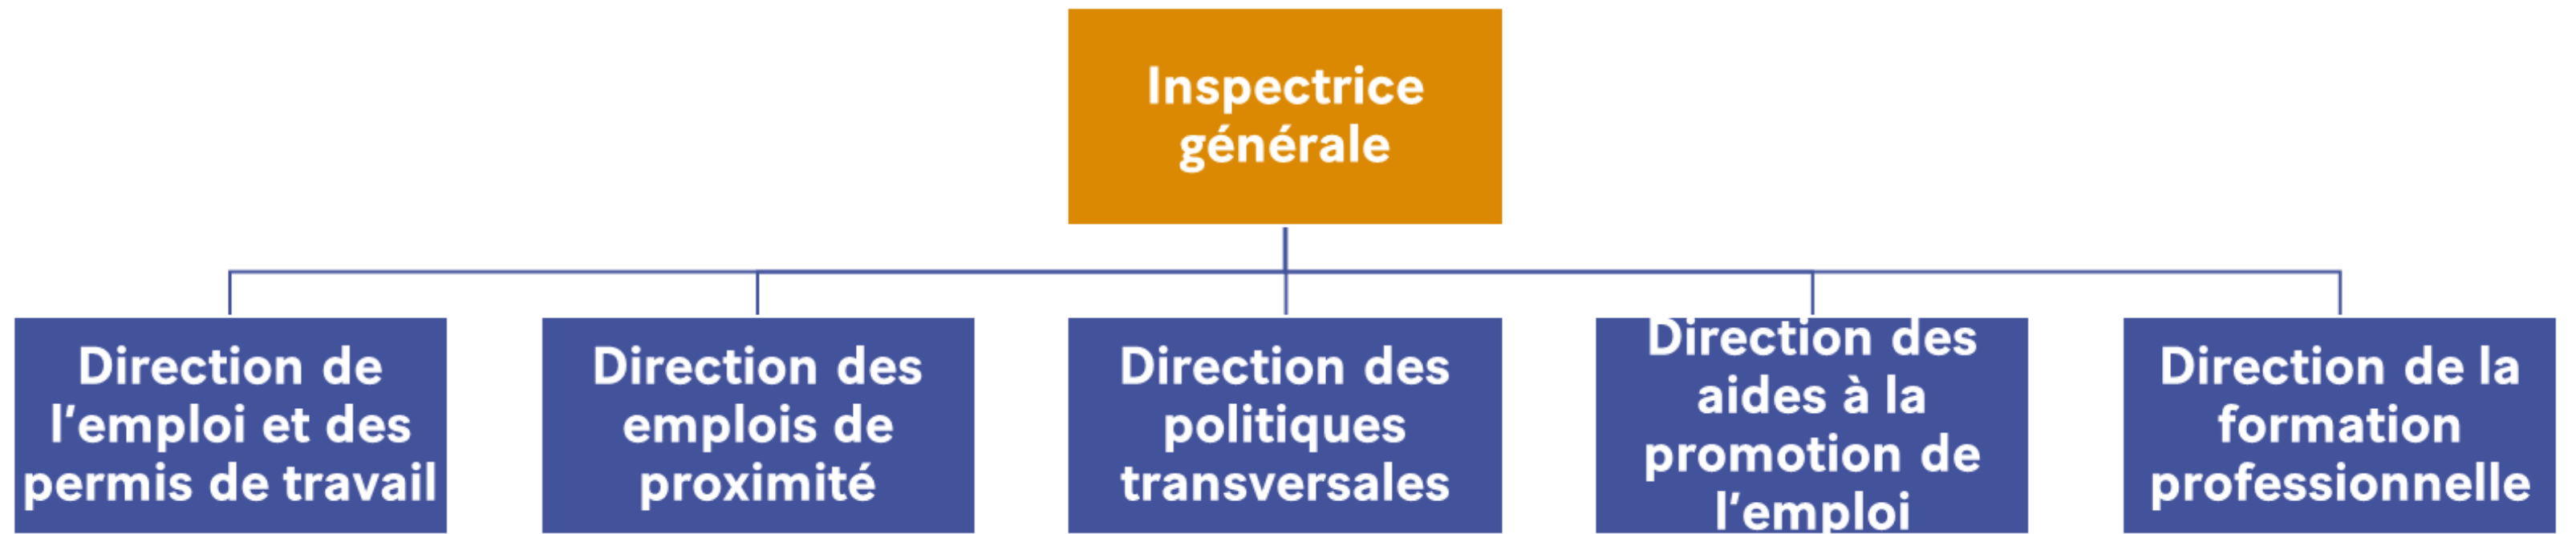 Inspectrice
générale
Direction de
l'emploi et des
permis de travail
Direction des
emplois de
proximité
Direction des
politiques
transversales
Direction des
aides à la
promotion de
l'emploi
Direction de la
formation
professionnelle